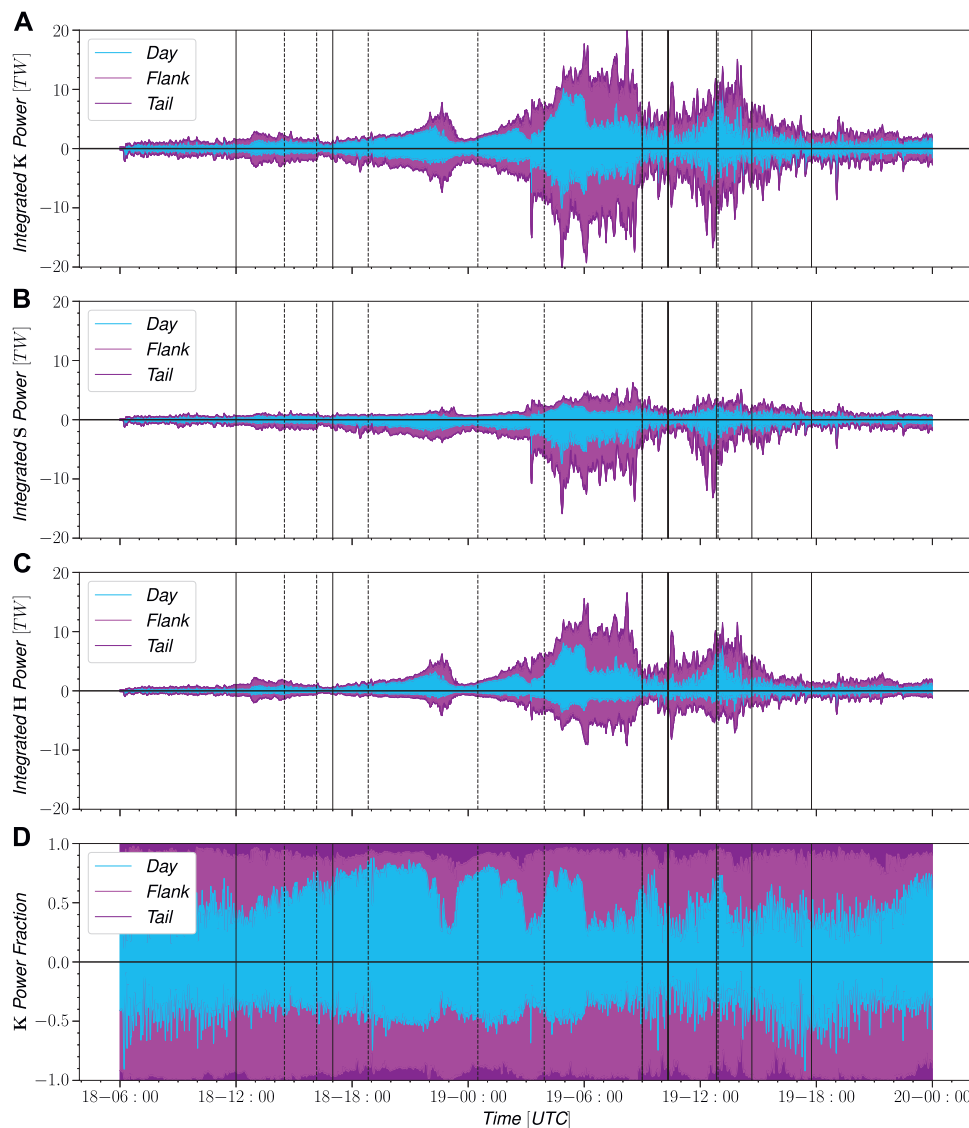 A
Integrated K Power [TW]
20
10
0
−10
−20
Day
Flank
Tail
B
Integrated S Power [TW]
20
10
0
−10
−20
Day
Flank
Tail
C
Integrated H Power [TW]
20
10
0
−10
−20
Day
Flank
Tail
D
K Power Fraction
1.0
0.5
0.0
−0.5
−1.0
Day
Flank
Tail
18−06 : 00
18−12 : 00
18−18 : 00
19−00 : 00
19−06 : 00
19−12 : 00
19−18 : 00
20−00 : 00
Time [UTC]